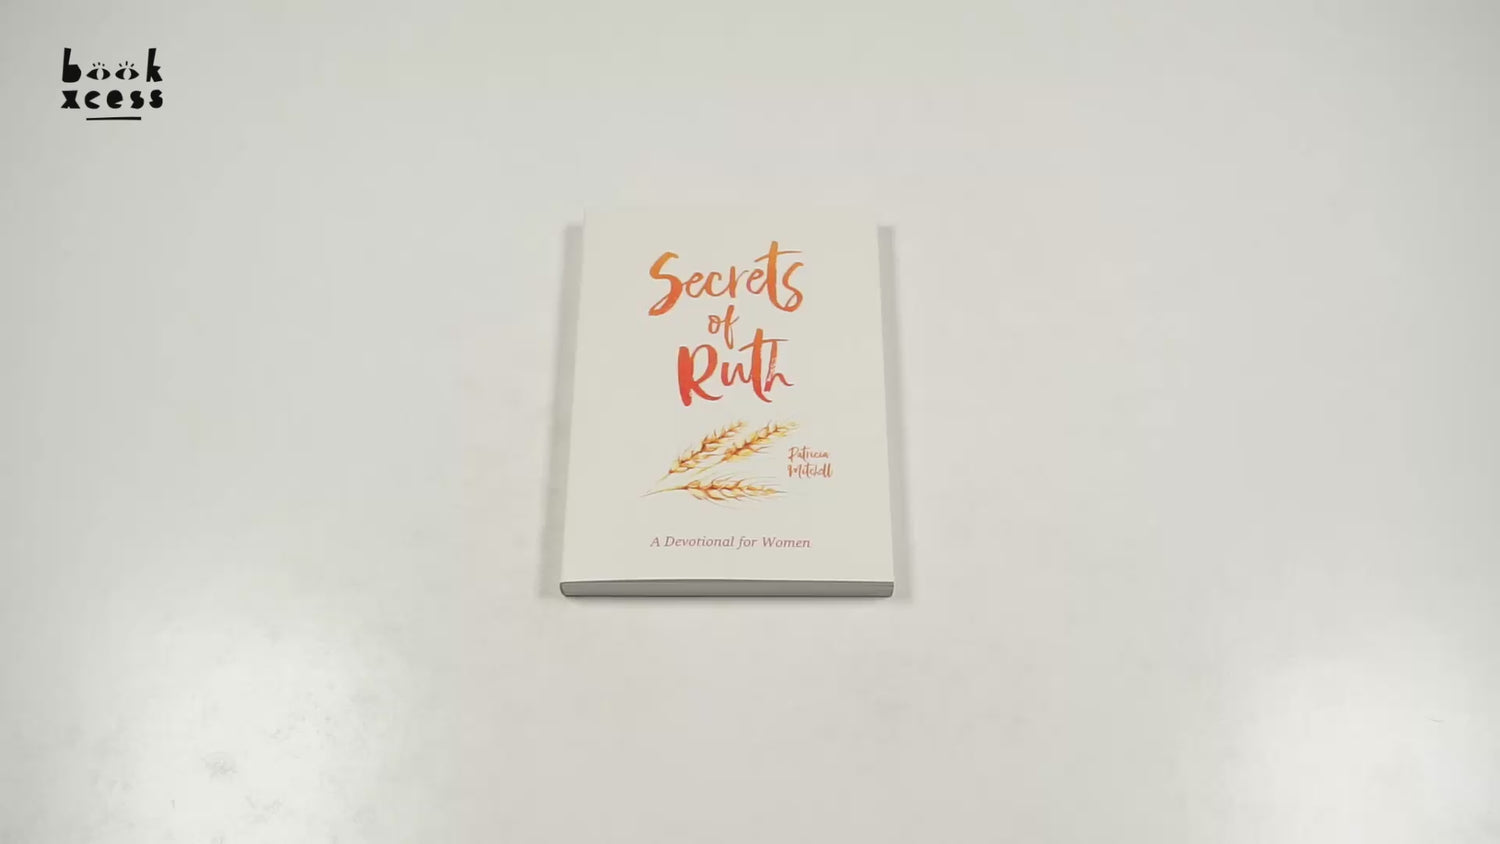 book
xcess
Secrets
of
Ruth
Patricia
Mitchell
A Devotional for Women